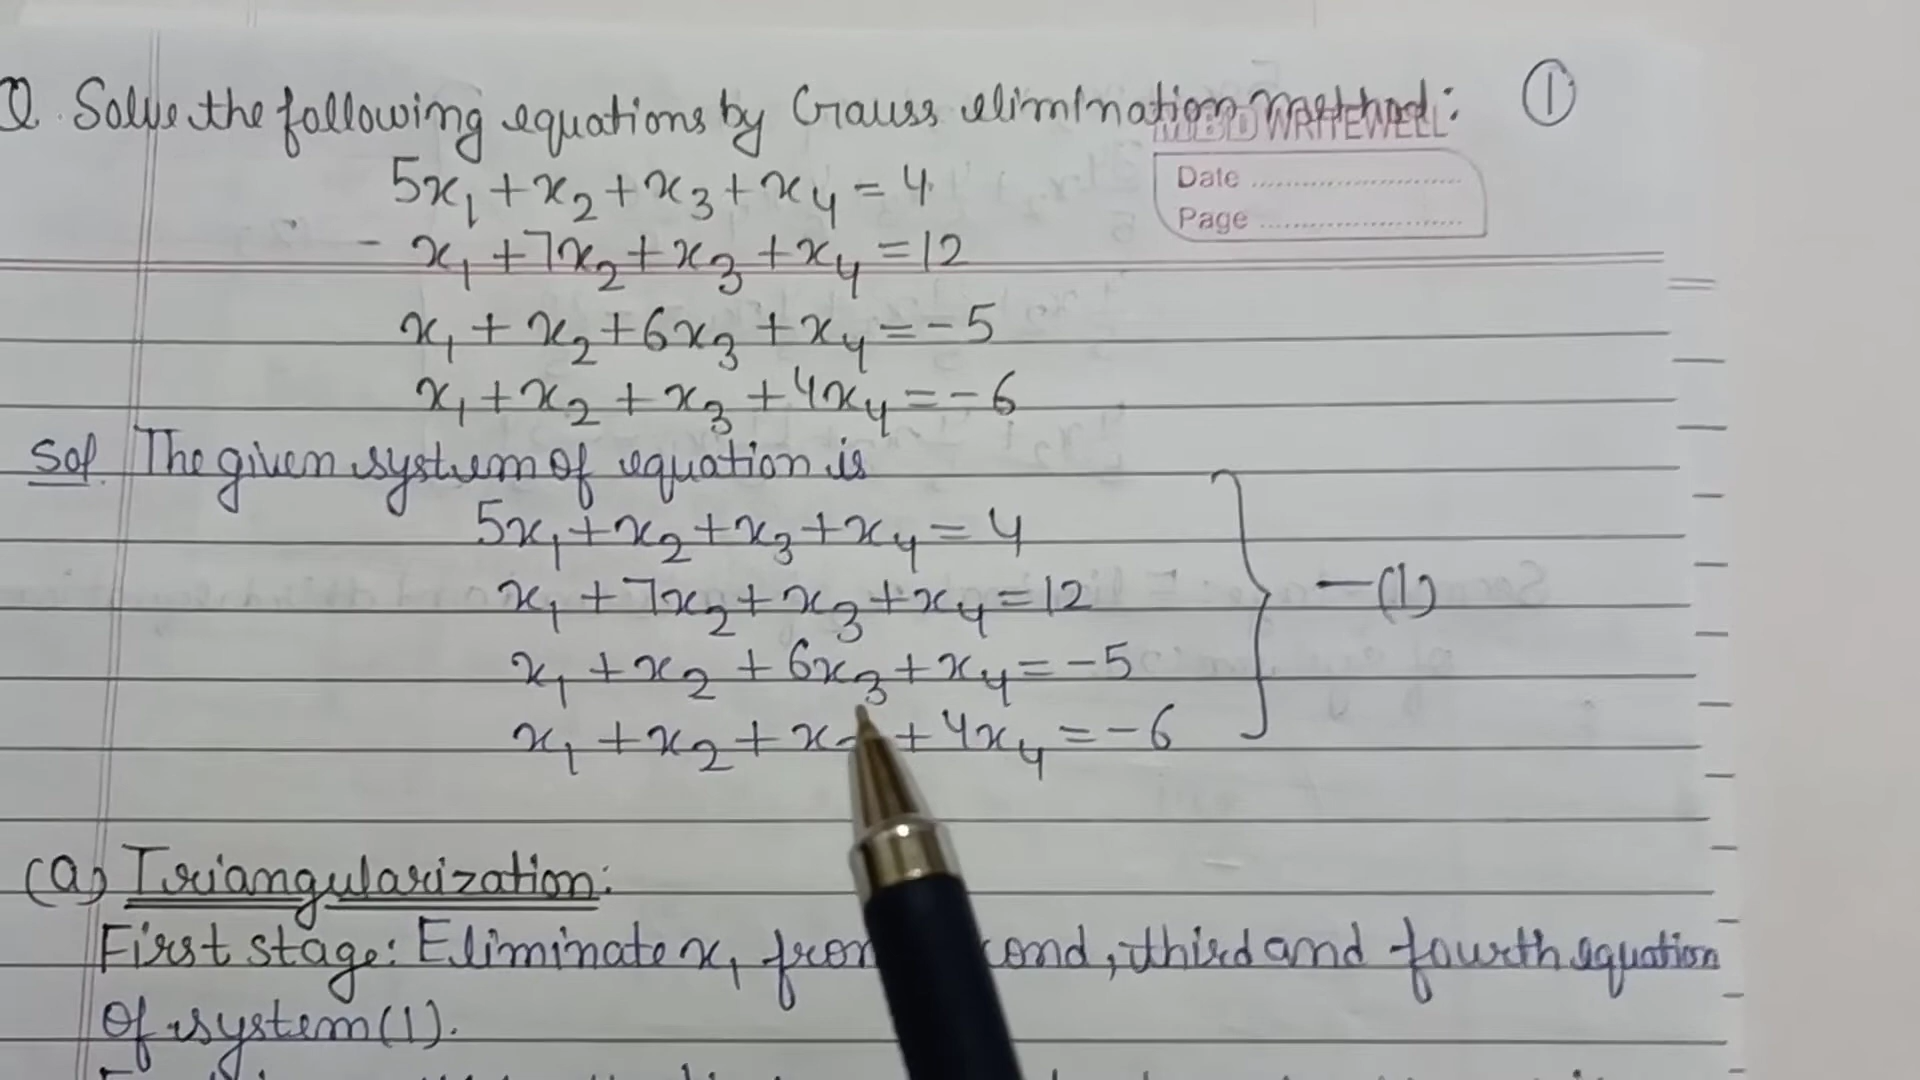 Q. Solve the following equations by Gauss elimination method: ①
MBD WRITEWELL
Date ..............................
Page ..............................
5x₁ + x₂ + x₃ + x₄ = 4
x₁ + 7x₂ + x₃ + x₄ = 12
x₁ + x₂ + 6x₃ + x₄ = -5
x₁ + x₂ + x₃ + 4x₄ = -6
Sol. The given system of equation is
5x₁ + x₂ + x₃ + x₄ = 4
x₁ + 7x₂ + x₃ + x₄ = 12
x₁ + x₂ + 6x₃ + x₄ = -5
x₁ + x₂ + x + 4x₄ = -6
—(1)
(a) Triangularization:
First stage: Eliminate x₁ from cond, third and fourth equation
of system (1).